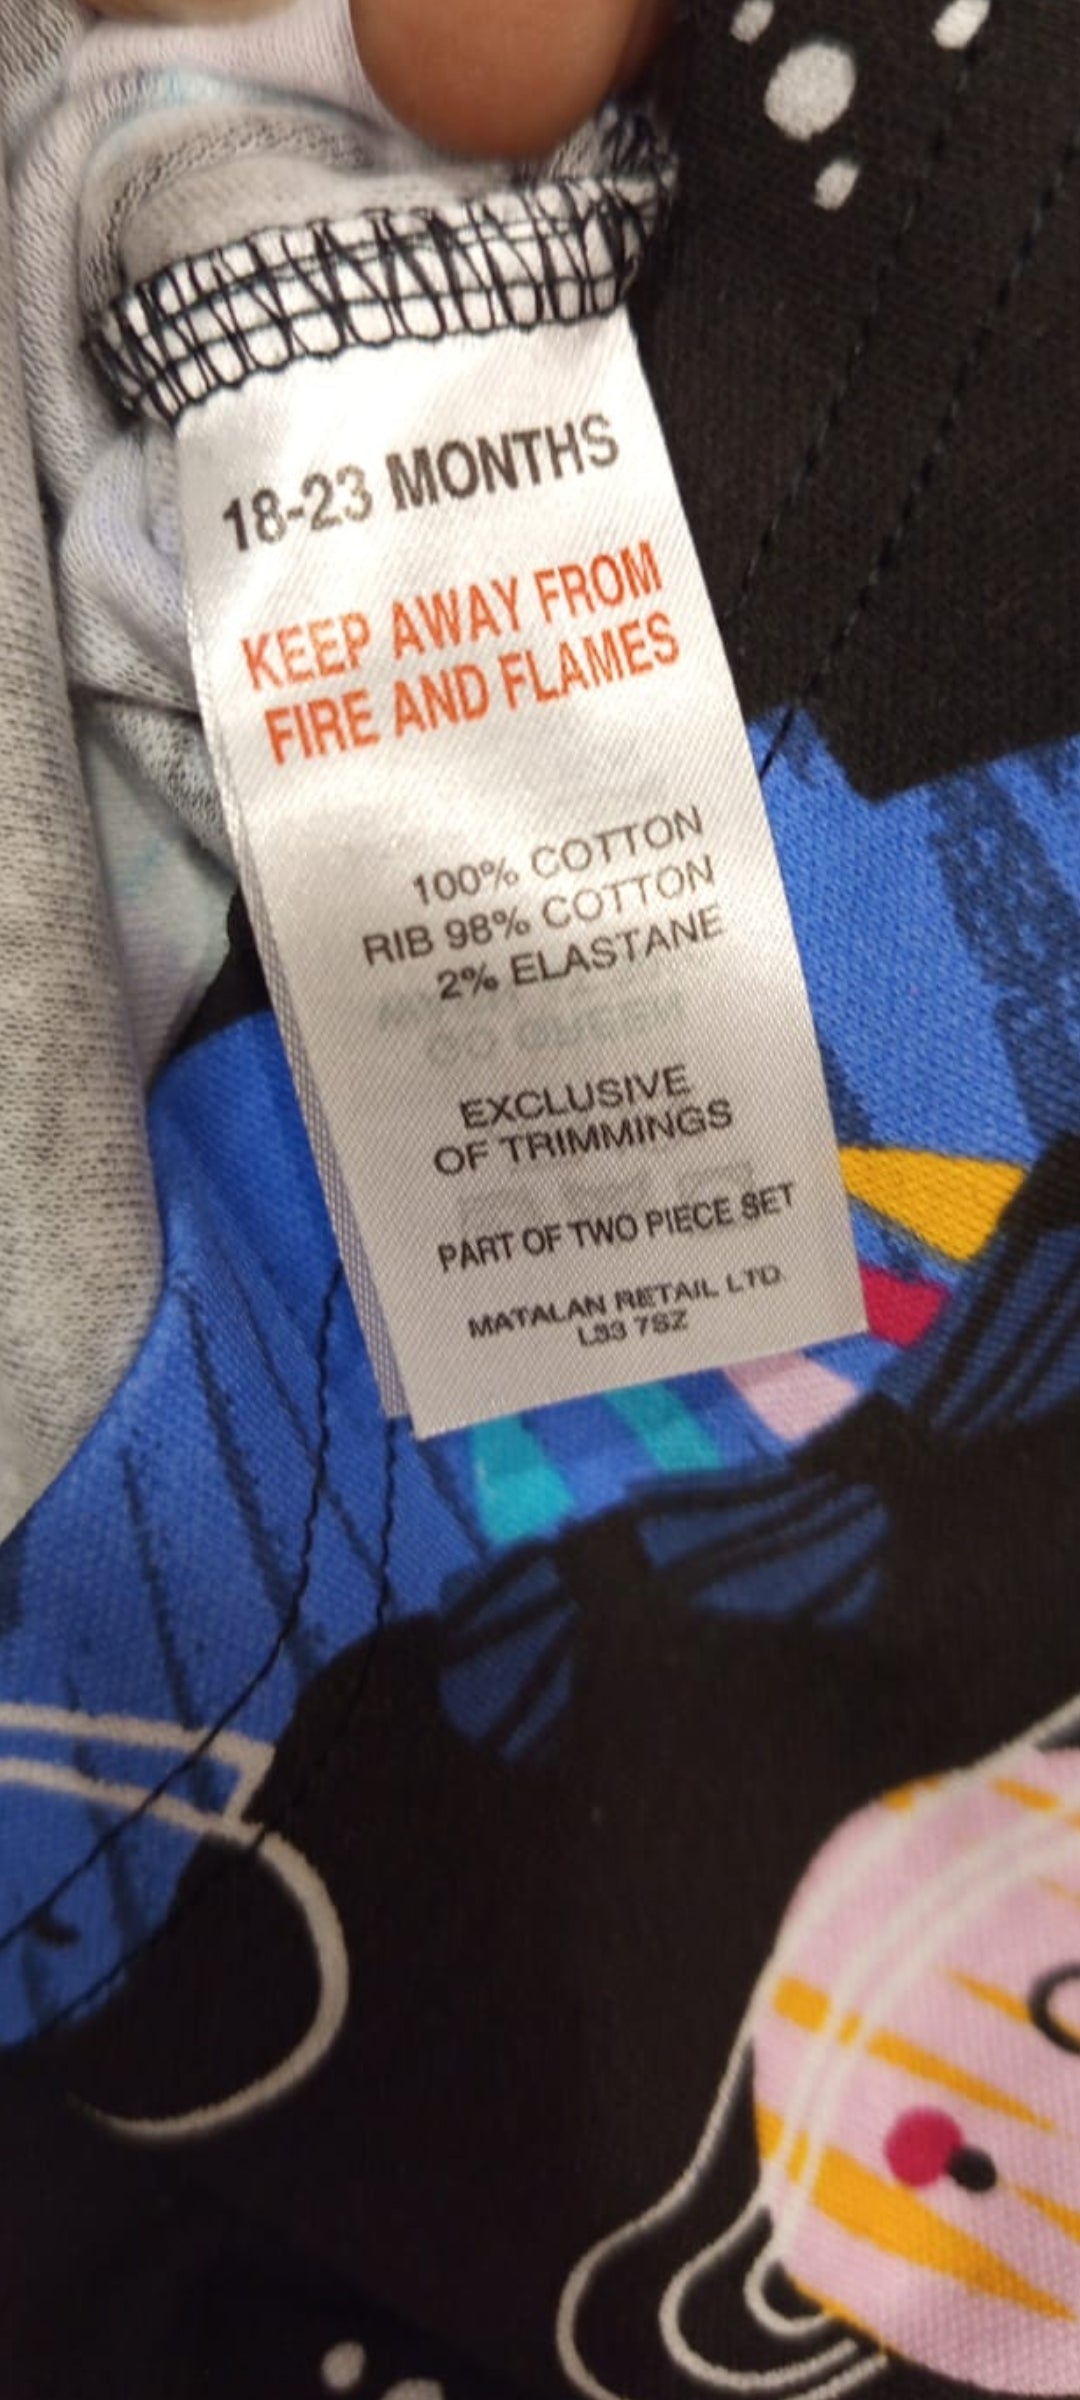 18-23 MONTHS
KEEP AWAY FROM
FIRE AND FLAMES
100% COTTON
RIB 98% COTTON
2% ELASTANE
EXCLUSIVE
OF TRIMMINGS
PART OF TWO PIECE SET
MATALAN RETAIL LTD.
L33 7SZ